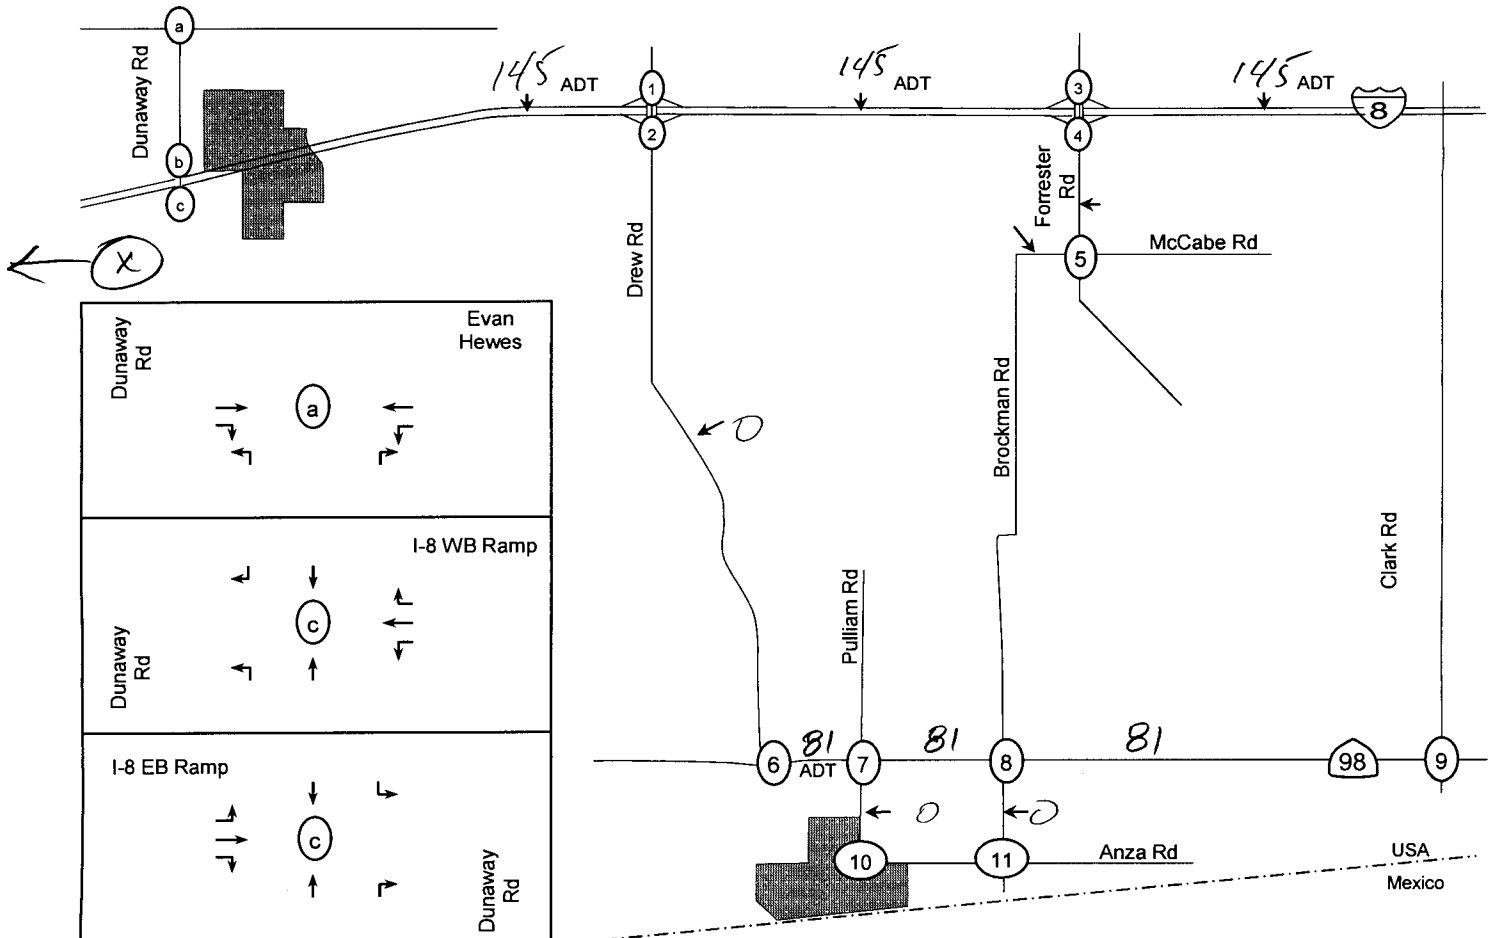 a
Dunaway Rd
b
c
X
145 ADT
145 ADT
145 ADT
8
1
2
3
4
Forrester
Rd
McCabe Rd
5
Drew Rd
0
Brockman Rd
Clark Rd
Pulliam Rd
Evan
Hewes
Dunaway
Rd
a
I-8 WB Ramp
Dunaway
Rd
c
I-8 EB Ramp
Dunaway
Rd
c
6
81
ADT
7
81
8
81
98
9
0
0
10
11
Anza Rd
USA
Mexico